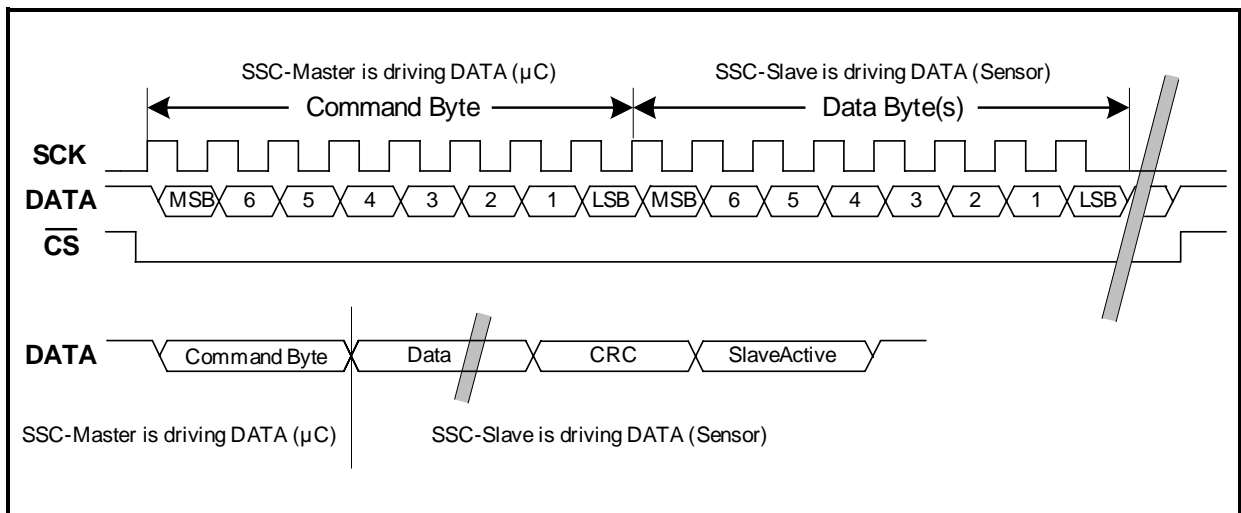 SSC-Master is driving DATA (µC) SSC-Slave is driving DATA (Sensor)
Command Byte Data Byte(s)
SCK
DATA MSB 6 5 4 3 2 1 LSB MSB 6 5 4 3 2 1 LSB
CS
DATA Command Byte Data CRC SlaveActive
SSC-Master is driving DATA (µC) SSC-Slave is driving DATA (Sensor)